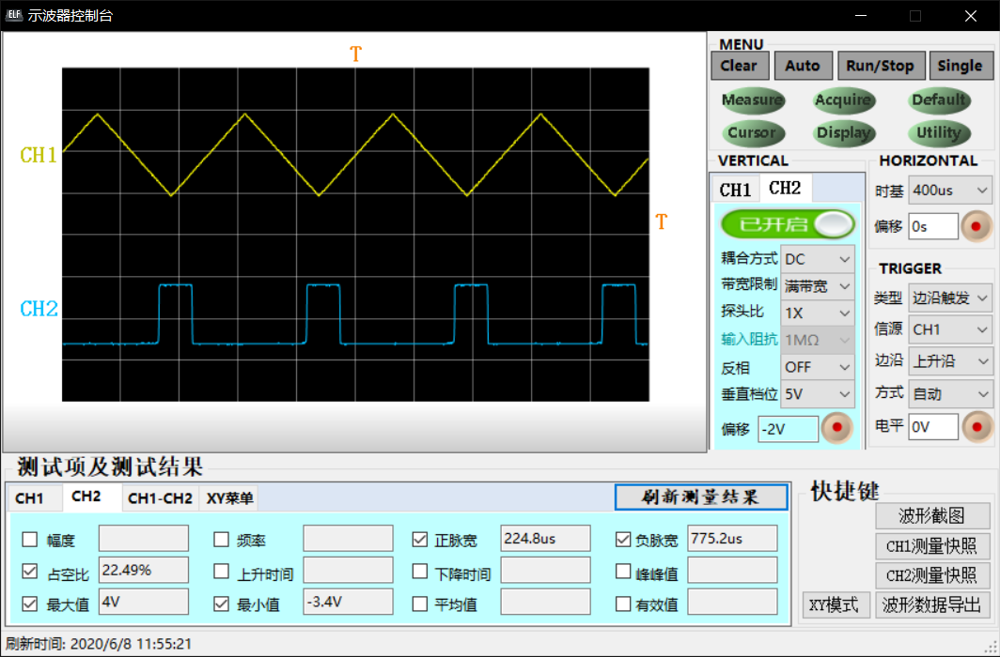 ELF 示波器控制台
T
CH1
T
CH2
MENU
Clear Auto Run/Stop Single
Measure Acquire Default
Cursor Display Utility
VERTICAL
CH1 CH2
已开启
耦合方式 DC
带宽限制 满带宽
探头比 1X
输入阻抗 1MΩ
反相 OFF
垂直档位 5V
偏移 -2V
HORIZONTAL
时基 400us
偏移 0s
TRIGGER
类型 边沿触发
信源 CH1
边沿 上升沿
方式 自动
电平 0V
测试项及测试结果
CH1 CH2 CH1-CH2 XY菜单 刷新测量结果
幅度 频率 正脉宽 224.8us 负脉宽 775.2us
占空比 22.49% 上升时间 下降时间 峰峰值
最大值 4V 最小值 -3.4V 平均值 有效值
快捷键
波形截图
CH1测量快照
CH2测量快照
XY模式 波形数据导出
刷新时间: 2020/6/8 11:55:21